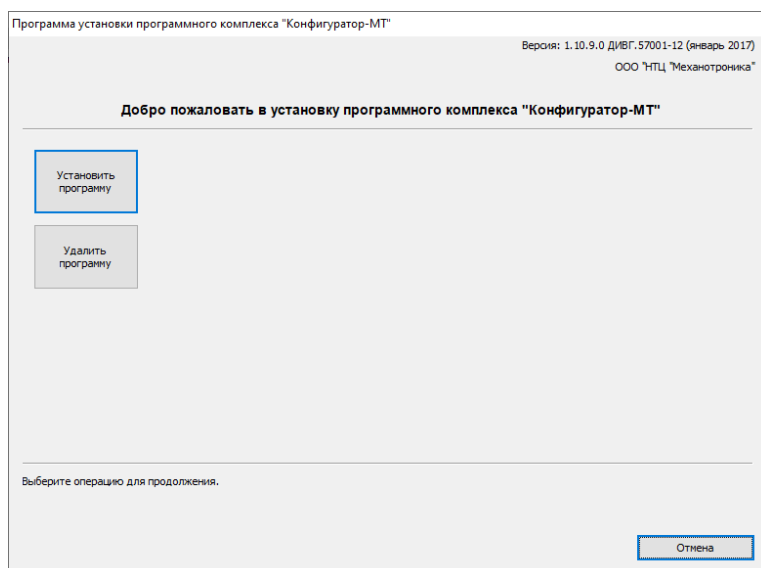 Программа установки программного комплекса "Конфигуратор-МТ"
Версия: 1.10.9.0 ДИВГ.57001-12 (январь 2017)
ООО "НТЦ "Механотроника"
Добро пожаловать в установку программного комплекса "Конфигуратор-МТ"
Установить
программу
Удалить
программу
Выберите операцию для продолжения.
Отмена